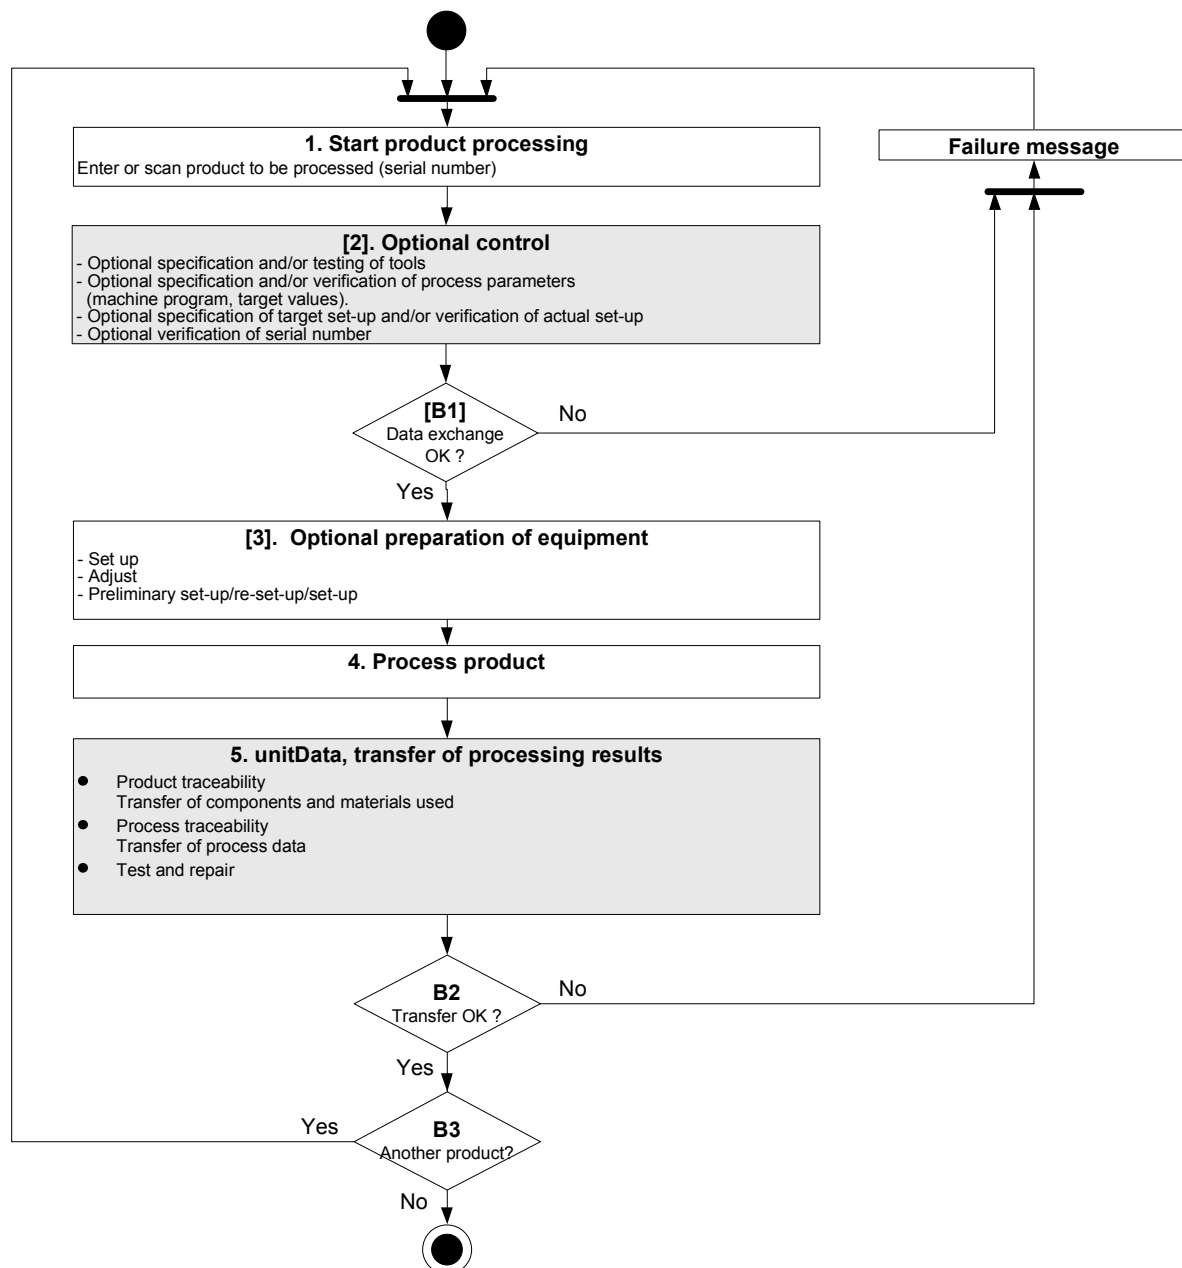 1. Start product processing
Enter or scan product to be processed (serial number)
Failure message
[2]. Optional control
- Optional specification and/or testing of tools
- Optional specification and/or verification of process parameters
(machine program, target values).
- Optional specification of target set-up and/or verification of actual set-up
- Optional verification of serial number
[B1]
Data exchange
OK ?
No
Yes
[3].  Optional preparation of equipment
- Set up
- Adjust
- Preliminary set-up/re-set-up/set-up
4. Process product
5. unitData, transfer of processing results
● Product traceability
Transfer of components and materials used
● Process traceability
Transfer of process data
● Test and repair
B2
Transfer OK ?
No
Yes
B3
Another product?
Yes
No